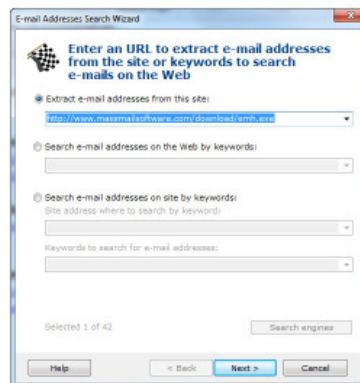 E-mail Addresses Search Wizard
Enter an URL to extract e-mail addresses
from the site or keywords to search
e-mails on the Web
Extract e-mail addresses from this site:
http://www.massmailsoftware.com/download/emh.exe
Search e-mail addresses on the Web by keywords:
Search e-mail addresses on site by keywords:
Site address where to search by keyword:
Keywords to search for e-mail addresses:
Selected 1 of 42
Search engines
Help
< Back
Next >
Cancel